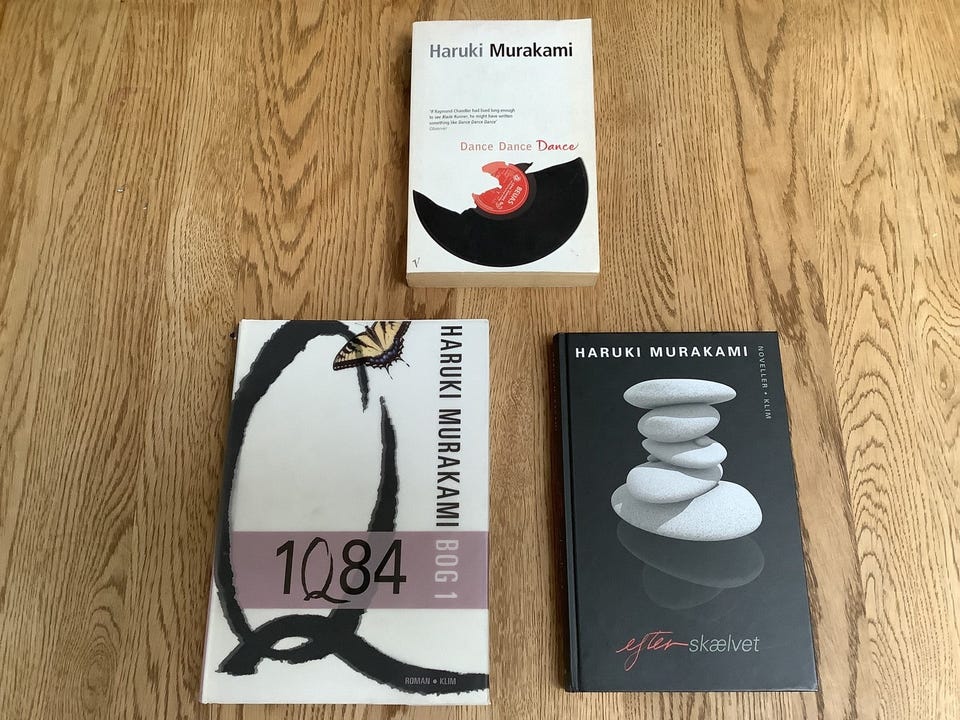 Haruki Murakami
'If Raymond Chandler had lived long enough
to see Blade Runner, he might have written
something like Dance Dance Dance'
Observer
Dance Dance Dance
V
HARUKI MURAKAMI BOG 1
1Q84
ROMAN • KLIM
HARUKI MURAKAMI
NOVELLER • KLIM
efter skælvet